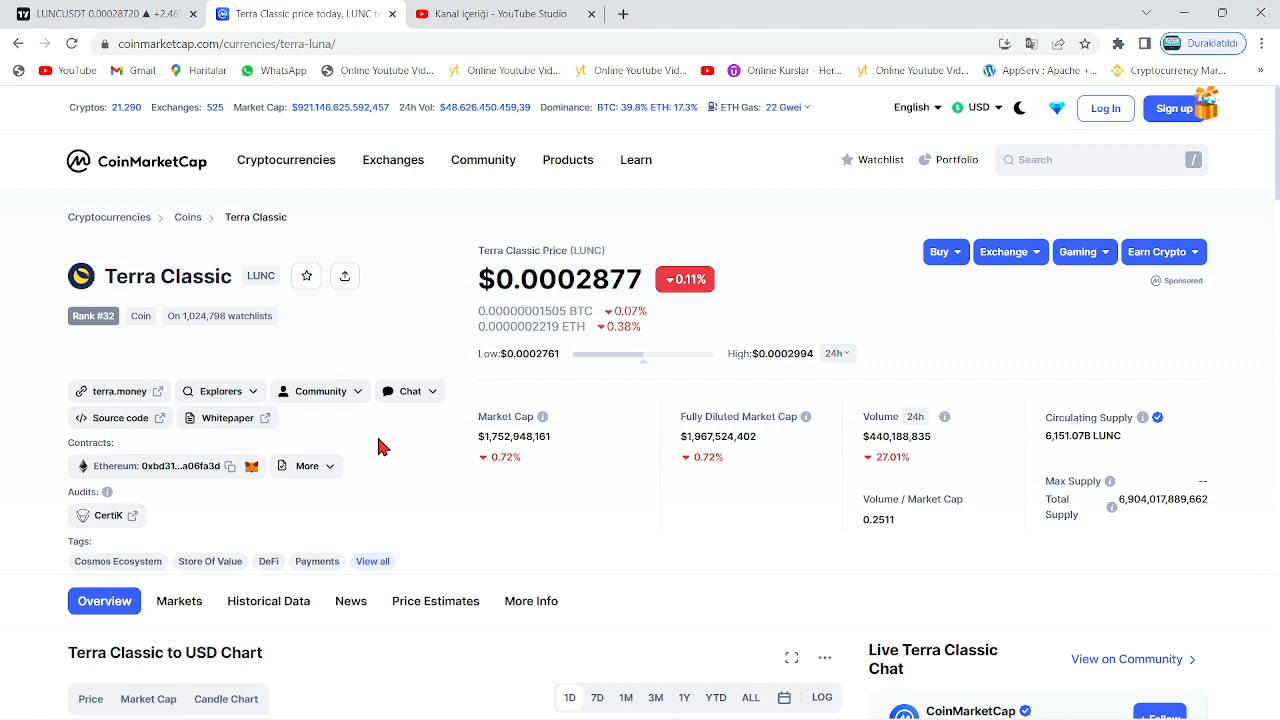 LUNCUSDT 0.00028720 ▲ +2.46%
Terra Classic price today, LUNC to
Kanal içeriği - YouTube Studio
coinmarketcap.com/currencies/terra-luna/
Duraklatıldı
YouTube
Gmail
Haritalar
WhatsApp
Online Youtube Vid...
Online Youtube Vid...
Online Youtube Vid...
Online Kurslar - Her...
Online Youtube Vid...
AppServ : Apache +...
Cryptocurrency Mar...
»
Cryptos: 21.290 Exchanges: 525 Market Cap: $921.146.625.592,457 24h Vol: $48.626.450.459,39 Dominance: BTC: 39.8% ETH: 17.3% ETH Gas: 22 Gwei
English USD Log In Sign up
CoinMarketCap Cryptocurrencies Exchanges Community Products Learn Watchlist Portfolio Search /
Cryptocurrencies > Coins > Terra Classic
Terra Classic LUNC
Rank #32 Coin On 1,024,798 watchlists
Terra Classic Price (LUNC)
$0.0002877 0.11%
0.00000001505 BTC 0.07%
0.0000002219 ETH 0.38%
Low:$0.0002761 High:$0.0002994 24h
Buy Exchange Gaming Earn Crypto
Sponsored
terra.money Explorers Community Chat
Source code Whitepaper
Contracts:
Ethereum: 0xbd31...a06fa3d More
Audits:
CertiK
Tags:
Cosmos Ecosystem Store Of Value DeFi Payments View all
Market Cap
$1,752,948,161
0.72%
Fully Diluted Market Cap
$1,967,524,402
0.72%
Volume 24h
$440,188,835
27.01%
Volume / Market Cap
0.2511
Circulating Supply
6,151.07B LUNC
Max Supply --
Total Supply 6,904,017,889,662
Overview Markets Historical Data News Price Estimates More Info
Terra Classic to USD Chart
Price Market Cap Candle Chart
1D 7D 1M 3M 1Y YTD ALL LOG
Live Terra Classic
Chat
View on Community >
CoinMarketCap
+ Follow